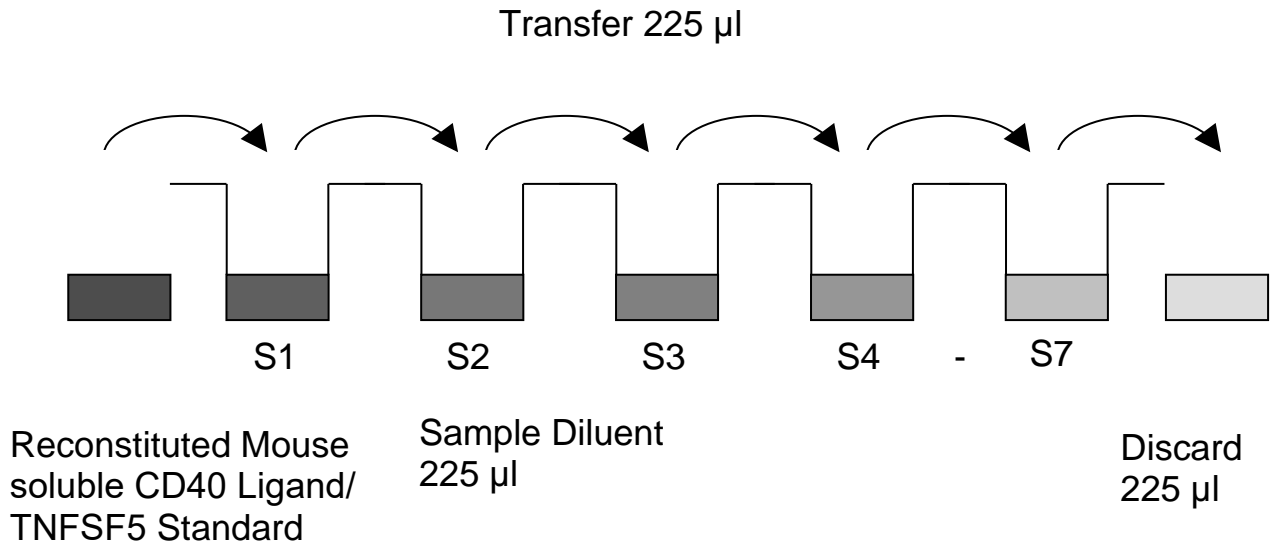 Transfer 225 µl
S1 S2 S3 S4 - S7
Reconstituted Mouse
soluble CD40 Ligand/
TNFSF5 Standard
Sample Diluent
225 µl
Discard
225 µl